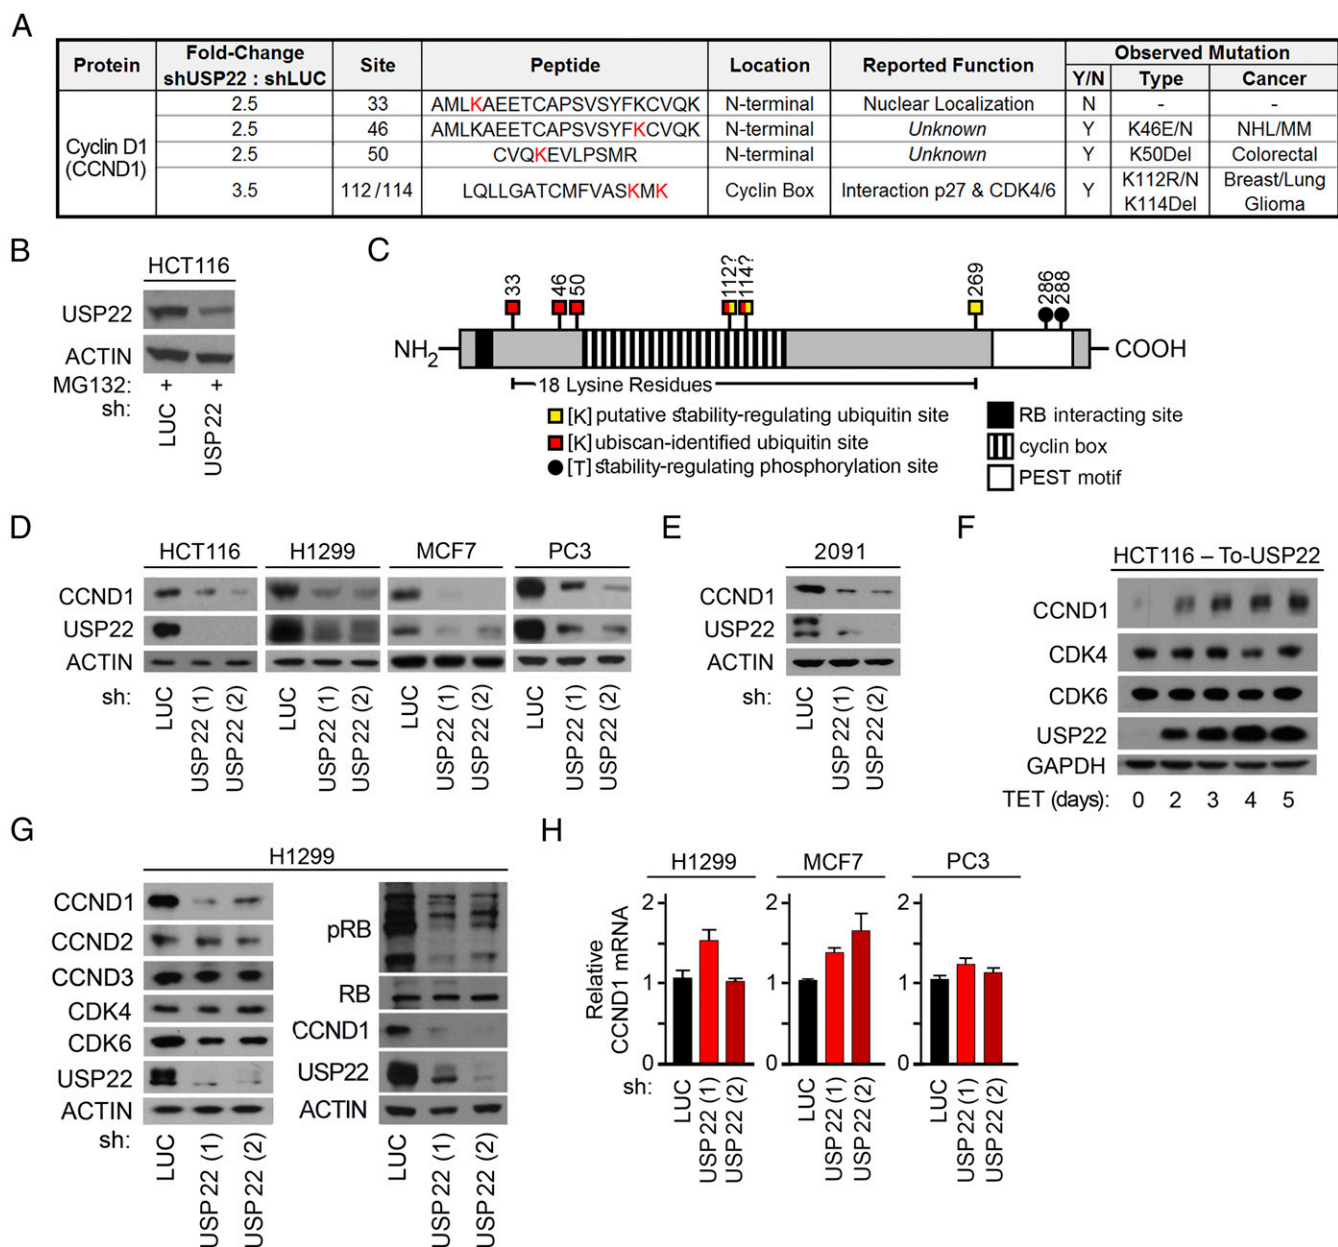 A
Protein Fold-Change shUSP22 : shLUC Site Peptide Location Reported Function Observed Mutation
Y/N Type Cancer
Cyclin D1 (CCND1)
2.5 33 AMLKAEETCAPSVSYFKCVQK N-terminal Nuclear Localization N - -
2.5 46 AMLKAEETCAPSVSYFKCVQK N-terminal Unknown Y K46E/N NHL/MM
2.5 50 CVQKEVLPSMR N-terminal Unknown Y K50Del Colorectal
3.5 112/114 LQLLGATCMFVASKMK Cyclin Box Interaction p27 & CDK4/6 Y K112R/N Breast/Lung
K114Del Glioma
B
HCT116
USP22
ACTIN
MG132: + +
sh: LUC USP22
C
33 46 50 112? 114? 269 286 288
NH2 COOH
18 Lysine Residues
[K] putative stability-regulating ubiquitin site
[K] ubiscan-identified ubiquitin site
[T] stability-regulating phosphorylation site
RB interacting site
cyclin box
PEST motif
D
HCT116 H1299 MCF7 PC3
CCND1
USP22
ACTIN
sh: LUC USP22 (1) USP22 (2) LUC USP22 (1) USP22 (2) LUC USP22 (1) USP22 (2) LUC USP22 (1) USP22 (2)
E
2091
CCND1
USP22
ACTIN
sh: LUC USP22 (1) USP22 (2)
F
HCT116 – To-USP22
CCND1
CDK4
CDK6
USP22
GAPDH
TET (days): 0 2 3 4 5
G
H1299
CCND1
CCND2
CCND3
CDK4
CDK6
USP22
ACTIN
sh: LUC USP22 (1) USP22 (2)
pRB
RB
CCND1
USP22
ACTIN
LUC USP22 (1) USP22 (2)
H
H1299 MCF7 PC3
Relative CCND1 mRNA
2 2 2
1 1 1
0 0 0
sh: LUC USP22 (1) USP22 (2) LUC USP22 (1) USP22 (2) LUC USP22 (1) USP22 (2)